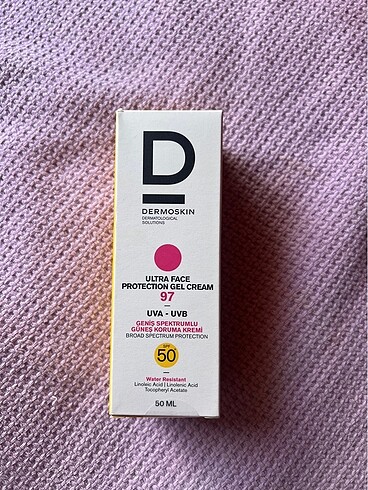 D
DERMOSKIN
DERMATOLOGICAL
SOLUTIONS
ULTRA FACE
PROTECTION GEL CREAM
97
UVA - UVB
GENİŞ SPEKTRUMLU
GÜNEŞ KORUMA KREMİ
BROAD SPECTRUM PROTECTION
SPF
50
Water Resistant
Linoleic Acid | Linolenic Acid
Tocopheryl Acetate
50 ML